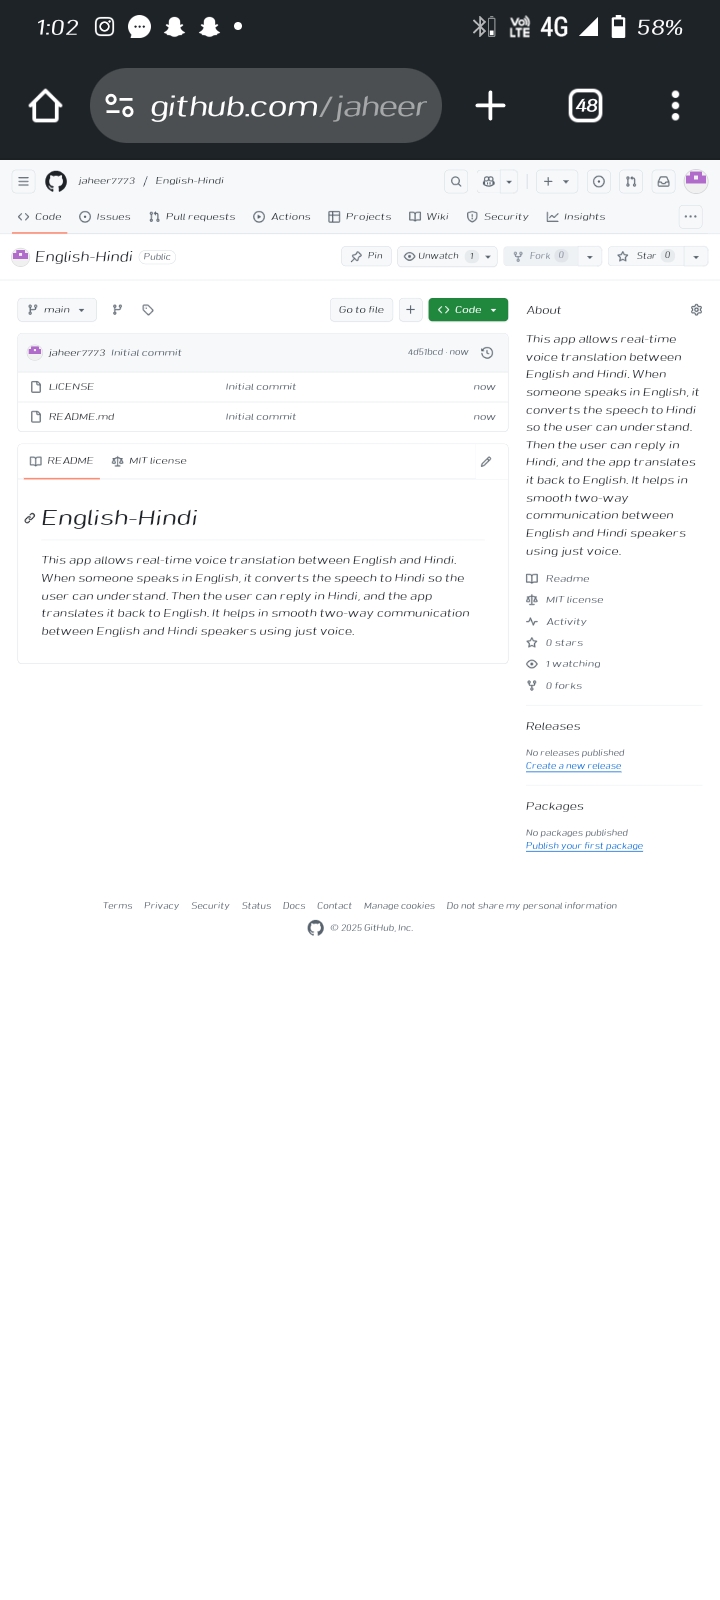 1:02 4G 58%
VoLTE
github.com/jaheer 48
jaheer7773 / English-Hindi
Code Issues Pull requests Actions Projects Wiki Security Insights
English-Hindi Public Pin Unwatch 1 Fork 0 Star 0
main Go to file Code
jaheer7773 Initial commit 4d51bcd · now
LICENSE Initial commit now
README.md Initial commit now
README MIT license
English-Hindi
This app allows real-time voice translation between English and Hindi.
When someone speaks in English, it converts the speech to Hindi so the
user can understand. Then the user can reply in Hindi, and the app
translates it back to English. It helps in smooth two-way communication
between English and Hindi speakers using just voice.
About
This app allows real-time
voice translation between
English and Hindi. When
someone speaks in English, it
converts the speech to Hindi
so the user can understand.
Then the user can reply in
Hindi, and the app translates
it back to English. It helps in
smooth two-way
communication between
English and Hindi speakers
using just voice.
Readme
MIT license
Activity
0 stars
1 watching
0 forks
Releases
No releases published
Create a new release
Packages
No packages published
Publish your first package
Terms Privacy Security Status Docs Contact Manage cookies Do not share my personal information
© 2025 GitHub, Inc.